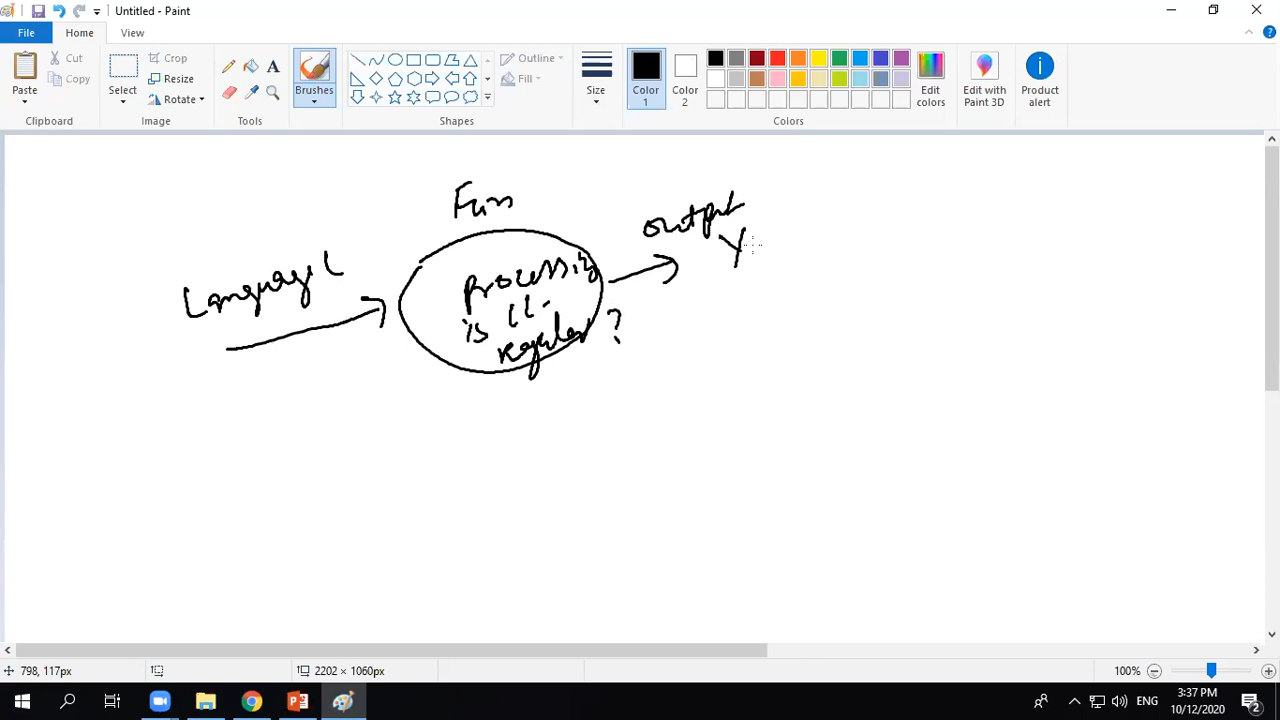 Untitled - Paint
File
Home
View
Paste
Cut
Copy
Clipboard
Select
Crop
Resize
Rotate
Image
Tools
Brushes
Shapes
Outline
Fill
Size
Color
1
Color
2
Colors
Edit
colors
Edit with
Paint 3D
Product
alert
Language L
Processing
is LL-
regular ?
output
Y
798, 117px
2202 × 1060px
100%
ENG
3:37 PM
10/12/2020
2